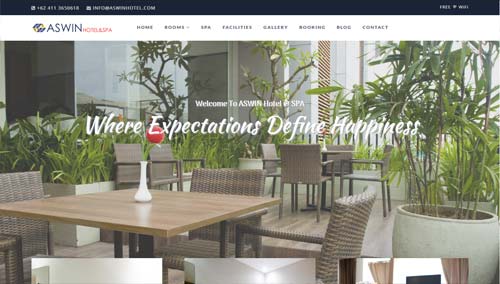 +62 411 3650618 INFO@ASWINHOTEL.COM FREE WIFI
ASWIN HOTEL&SPA HOME ROOMS SPA FACILITIES GALLERY BOOKING BLOG CONTACT
Welcome To ASWIN Hotel & SPA
Where Expectations Define Happiness